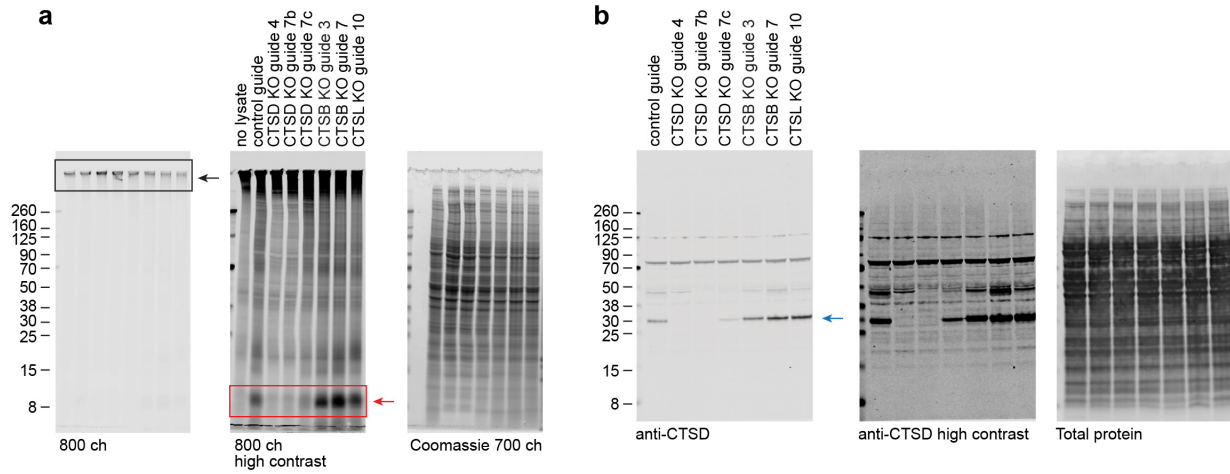 a
no lysate
control guide
CTSD KO guide 4
CTSD KO guide 7b
CTSD KO guide 7c
CTSB KO guide 3
CTSB KO guide 7
CTSL KO guide 10
260
160
125
90
70
50
38
30
25
15
8
800 ch
800 ch
high contrast
Coomassie 700 ch
b
control guide
CTSD KO guide 4
CTSD KO guide 7b
CTSD KO guide 7c
CTSB KO guide 3
CTSB KO guide 7
CTSL KO guide 10
260
160
125
90
70
50
38
30
25
15
8
anti-CTSD
anti-CTSD high contrast
Total protein